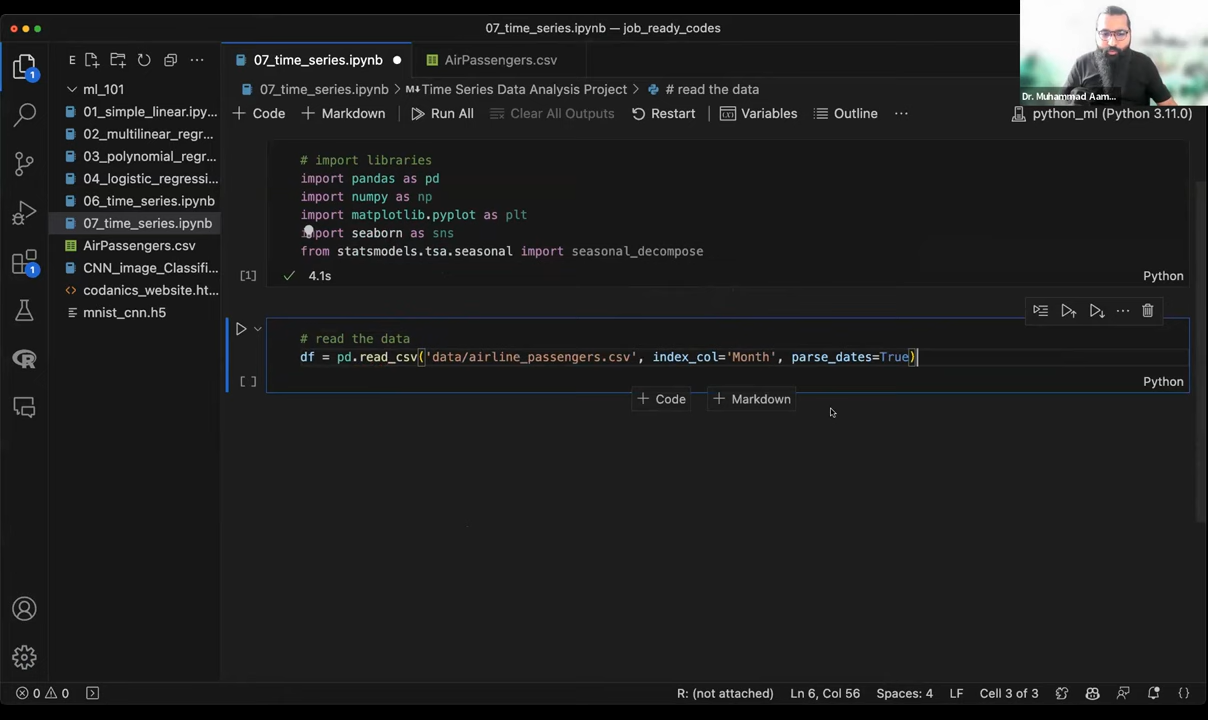 07_time_series.ipynb — job_ready_codes
1
1
E
ml_101
01_simple_linear.ipy...
02_multilinear_regr...
03_polynomial_regr...
04_logistic_regressi...
06_time_series.ipynb
07_time_series.ipynb
AirPassengers.csv
CNN_image_Classifi...
codanics_website.ht...
mnist_cnn.h5
07_time_series.ipynb
AirPassengers.csv
07_time_series.ipynb > M↓Time Series Data Analysis Project > # read the data
+ Code + Markdown Run All Clear All Outputs Restart Variables Outline ...
python_ml (Python 3.11.0)
Dr. Muhammad Aam...
# import libraries
import pandas as pd
import numpy as np
import matplotlib.pyplot as plt
import seaborn as sns
from statsmodels.tsa.seasonal import seasonal_decompose
[1] 4.1s Python
# read the data
df = pd.read_csv('data/airline_passengers.csv', index_col='Month', parse_dates=True)
[ ] Python
+ Code + Markdown
0 0 R: (not attached) Ln 6, Col 56 Spaces: 4 LF Cell 3 of 3 { }